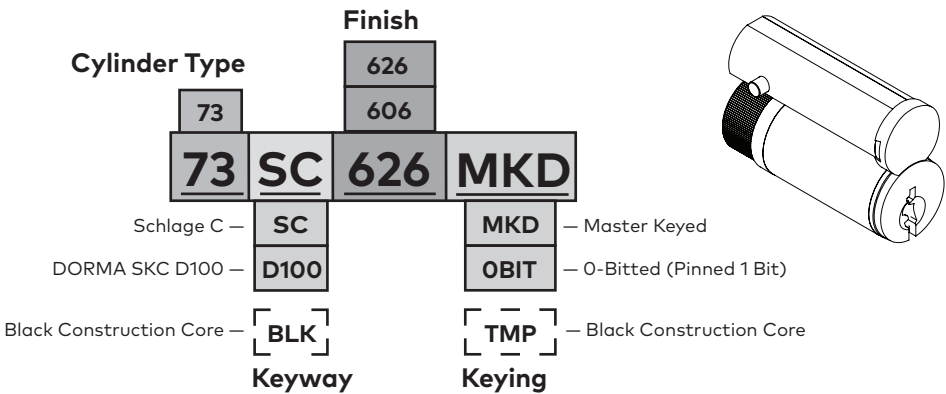 Finish
Cylinder Type
626
606
73
73 SC 626 MKD
Schlage C — SC
MKD — Master Keyed
DORMA SKC D100 — D100
0BIT — 0-Bitted (Pinned 1 Bit)
Black Construction Core — BLK
TMP — Black Construction Core
Keyway
Keying